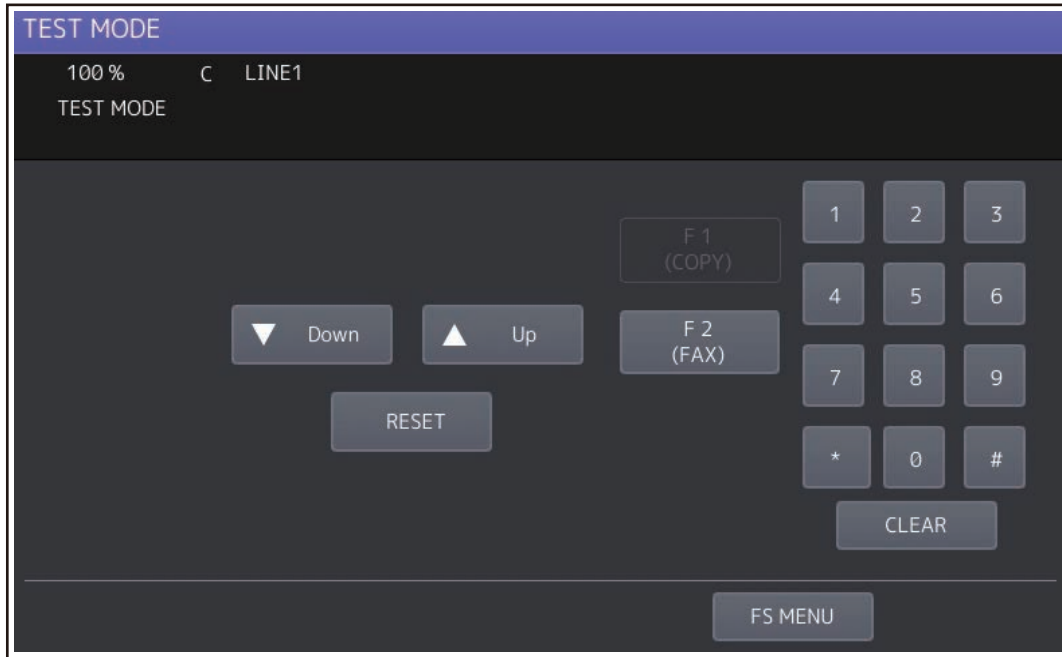 TEST MODE
100 % C LINE1
TEST MODE
1 2 3
F 1
(COPY)
4 5 6
Down Up
F 2
(FAX)
7 8 9
RESET
* 0 #
CLEAR
FS MENU